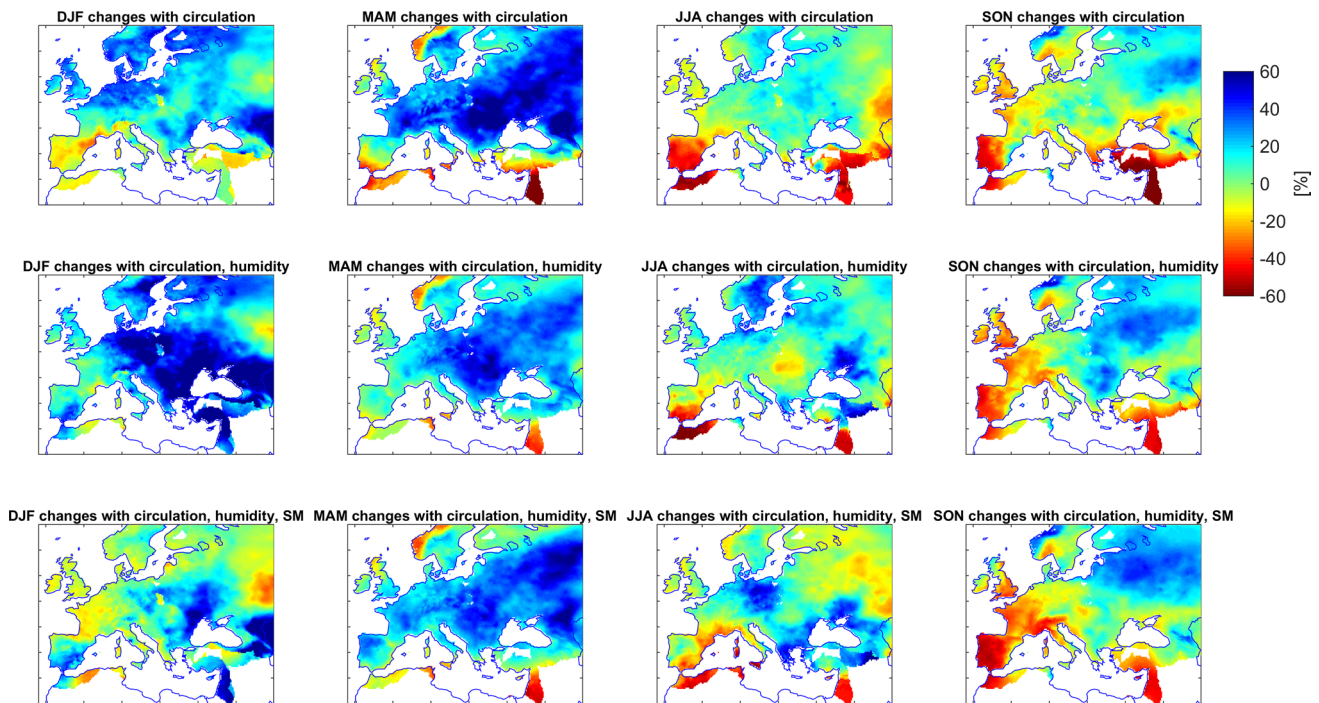 DJF changes with circulation
MAM changes with circulation
JJA changes with circulation
SON changes with circulation
60
40
20
0
-20
-40
-60
[%]
DJF changes with circulation, humidity
MAM changes with circulation, humidity
JJA changes with circulation, humidity
SON changes with circulation, humidity
DJF changes with circulation, humidity, SM
MAM changes with circulation, humidity, SM
JJA changes with circulation, humidity, SM
SON changes with circulation, humidity, SM